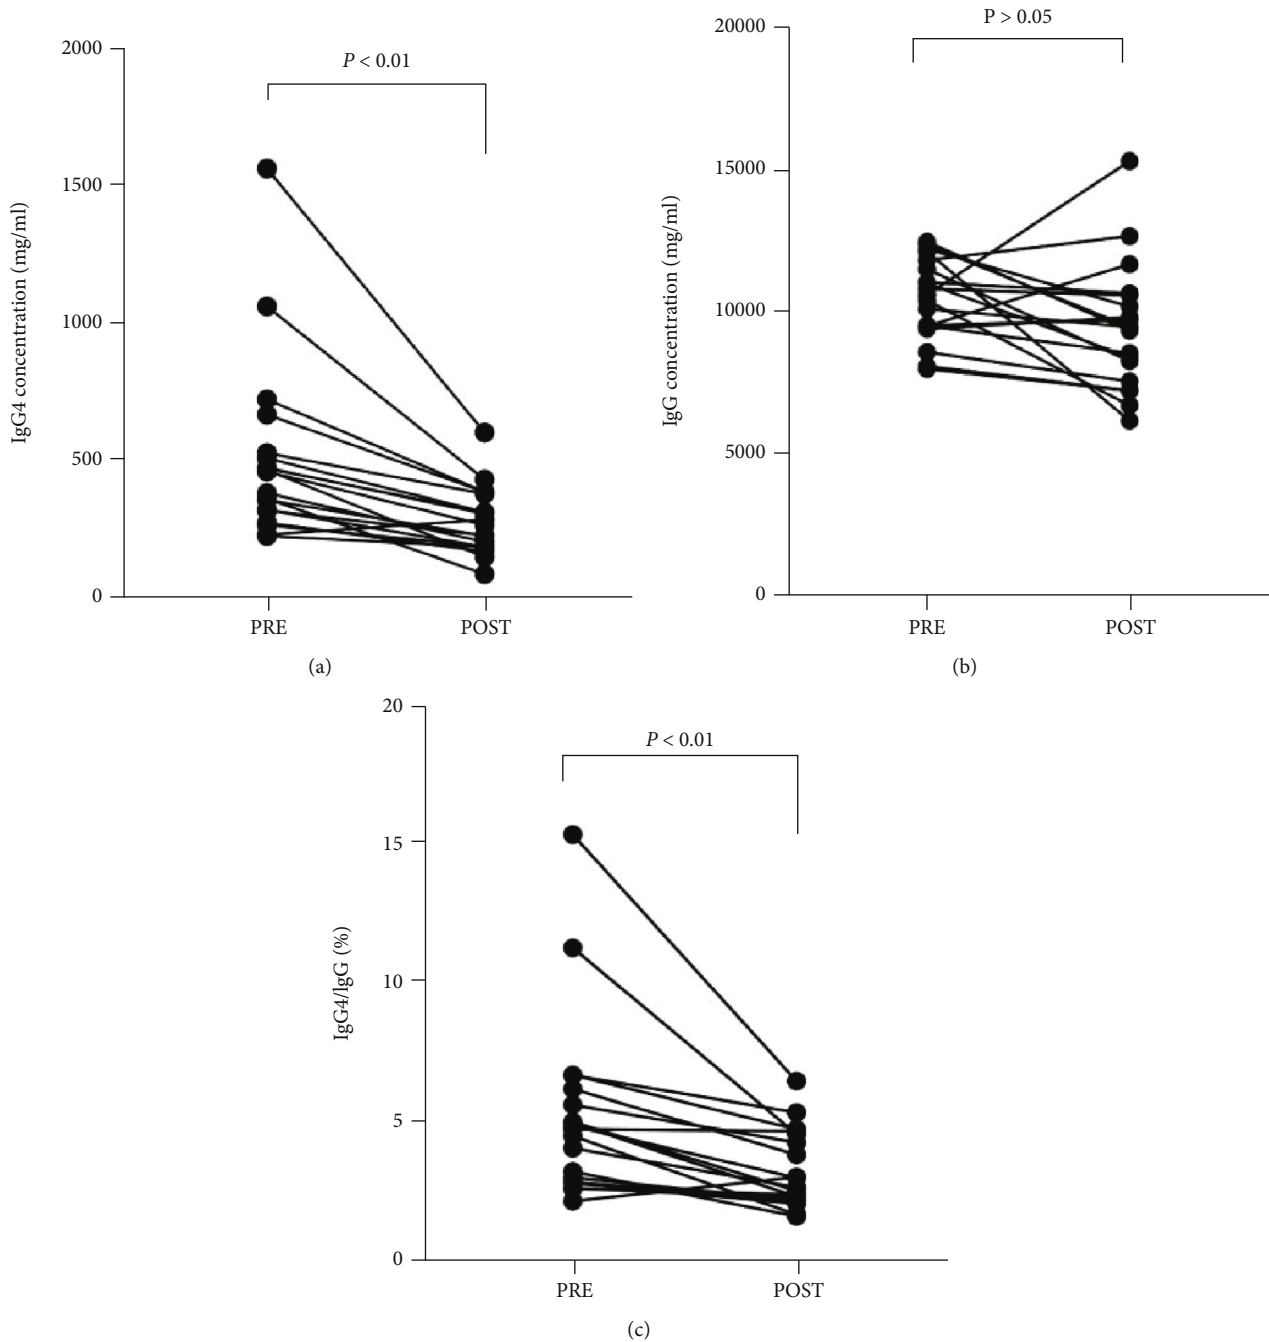 2000
1500
1000
500
0
IgG4 concentration (mg/ml)
P < 0.01
PRE
POST
(a)
20000
15000
10000
5000
0
IgG concentration (mg/ml)
P > 0.05
PRE
POST
(b)
20
15
10
5
0
IgG4/lgG (%)
P < 0.01
PRE
POST
(c)